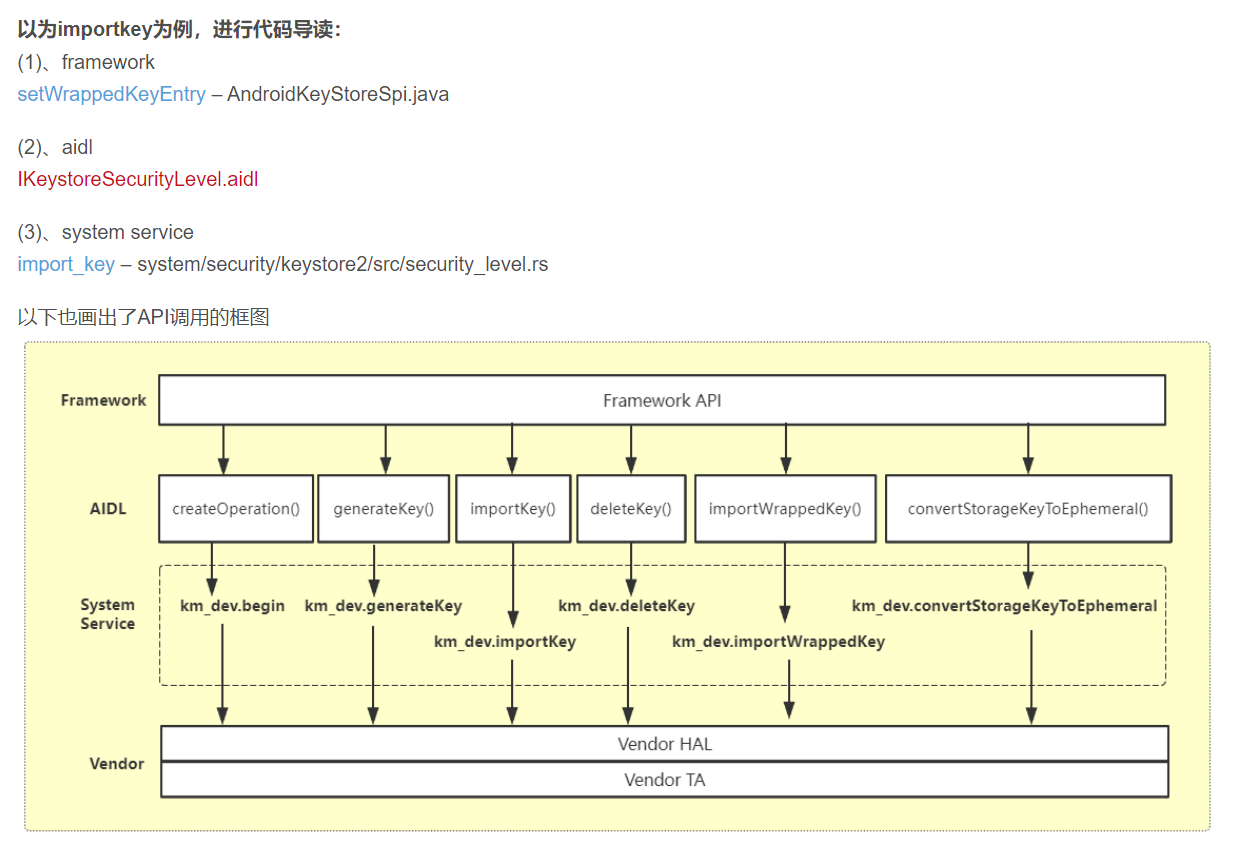 以为importkey为例，进行代码导读：
(1)、framework
setWrappedKeyEntry – AndroidKeyStoreSpi.java
(2)、aidl
IKeystoreSecurityLevel.aidl
(3)、system service
import_key – system/security/keystore2/src/security_level.rs
以下也画出了API调用的框图
Framework
Framework API
AIDL
createOperation()
generateKey()
importKey()
deleteKey()
importWrappedKey()
convertStorageKeyToEphemeral()
System
Service
km_dev.begin
km_dev.generateKey
km_dev.importKey
km_dev.deleteKey
km_dev.importWrappedKey
km_dev.convertStorageKeyToEphemeral
Vendor
Vendor HAL
Vendor TA